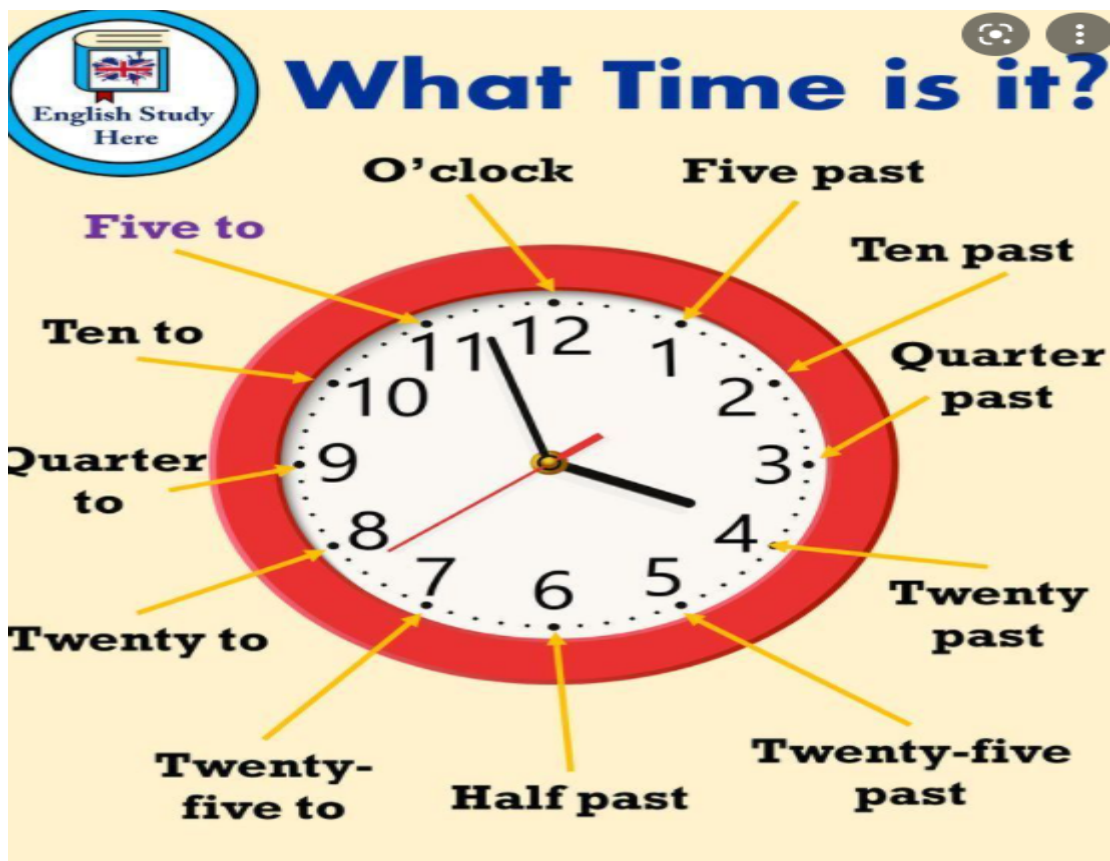 English Study
Here
What Time is it?
O'clock
Five past
Five to
Ten past
Ten to
Quarter
past
Quarter
to
Twenty
past
Twenty to
Twenty-five
past
Twenty-
five to
Half past
12
1
2
3
4
5
6
7
8
9
10
11